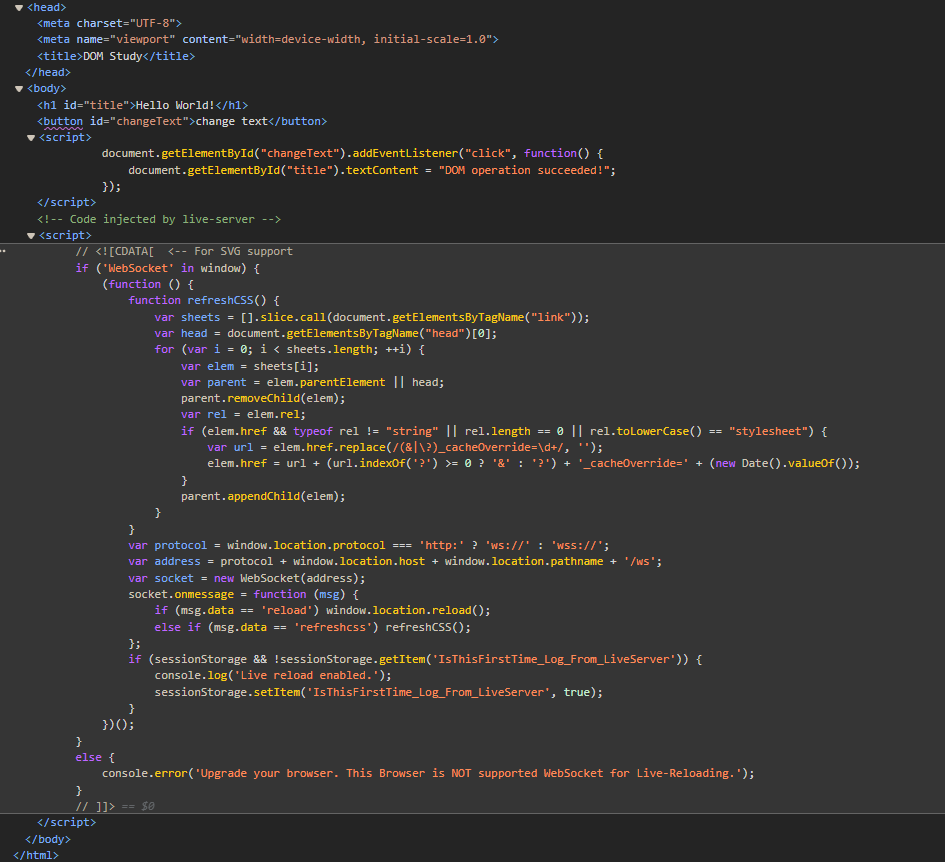 <head>
<meta charset="UTF-8">
<meta name="viewport" content="width=device-width, initial-scale=1.0">
<title>DOM Study</title>
</head>
<body>
<h1 id="title">Hello World!</h1>
<button id="changeText">change text</button>
<script>
document.getElementById("changeText").addEventListener("click", function() {
document.getElementById("title").textContent = "DOM operation succeeded!";
});
</script>
<!-- Code injected by live-server -->
<script>
// <![CDATA[  <-- For SVG support
if ('WebSocket' in window) {
(function () {
function refreshCSS() {
var sheets = [].slice.call(document.getElementsByTagName("link"));
var head = document.getElementsByTagName("head")[0];
for (var i = 0; i < sheets.length; ++i) {
var elem = sheets[i];
var parent = elem.parentElement || head;
parent.removeChild(elem);
var rel = elem.rel;
if (elem.href && typeof rel != "string" || rel.length == 0 || rel.toLowerCase() == "stylesheet") {
var url = elem.href.replace(/(&|\?)_cacheOverride=\d+/, '');
elem.href = url + (url.indexOf('?') >= 0 ? '&' : '?') + '_cacheOverride=' + (new Date().valueOf());
}
parent.appendChild(elem);
}
}
var protocol = window.location.protocol === 'http:' ? 'ws://' : 'wss://';
var address = protocol + window.location.host + window.location.pathname + '/ws';
var socket = new WebSocket(address);
socket.onmessage = function (msg) {
if (msg.data == 'reload') window.location.reload();
else if (msg.data == 'refreshcss') refreshCSS();
};
if (sessionStorage && !sessionStorage.getItem('IsThisFirstTime_Log_From_LiveServer')) {
console.log('Live reload enabled.');
sessionStorage.setItem('IsThisFirstTime_Log_From_LiveServer', true);
}
})();
}
else {
console.error('Upgrade your browser. This Browser is NOT supported WebSocket for Live-Reloading.');
}
// ]]> == $0
</script>
</body>
</html>